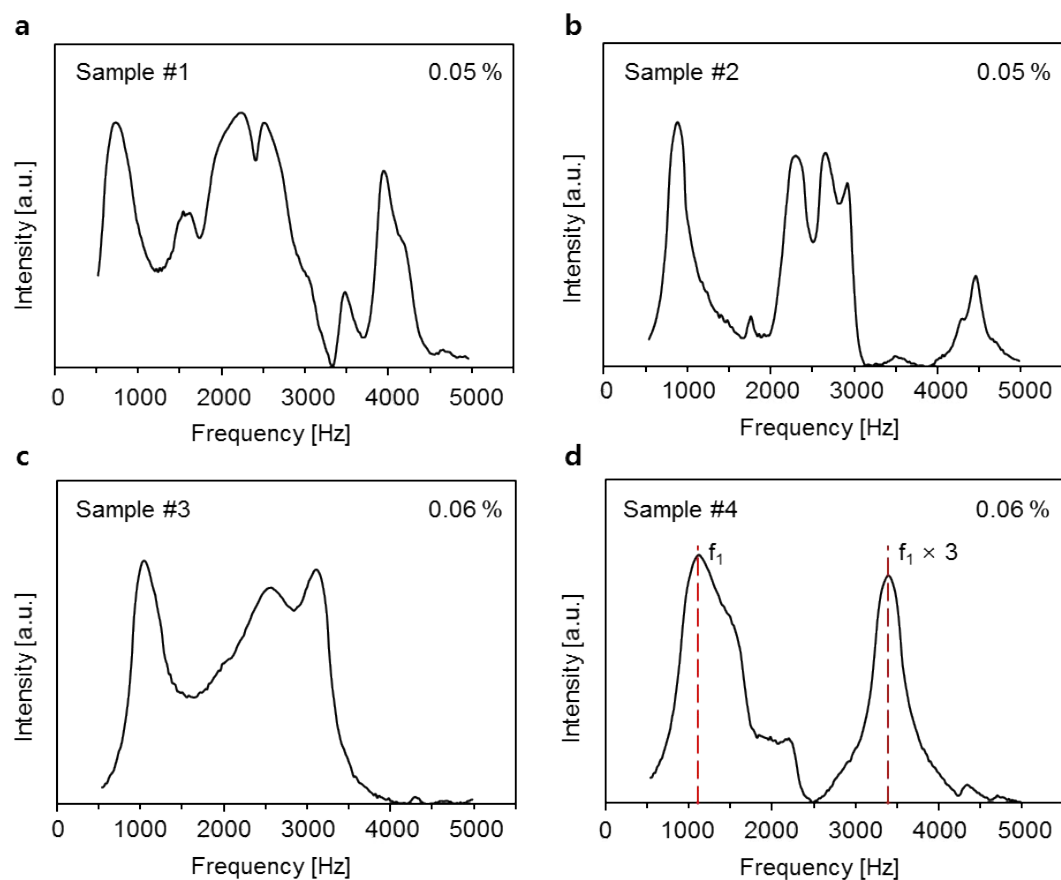 a
Sample #1 0.05 %
Intensity [a.u.]
0 1000 2000 3000 4000 5000
Frequency [Hz]
b
Sample #2 0.05 %
Intensity [a.u.]
0 1000 2000 3000 4000 5000
Frequency [Hz]
c
Sample #3 0.06 %
Intensity [a.u.]
0 1000 2000 3000 4000 5000
Frequency [Hz]
d
Sample #4 0.06 %
f₁ f₁ × 3
Intensity [a.u.]
0 1000 2000 3000 4000 5000
Frequency [Hz]